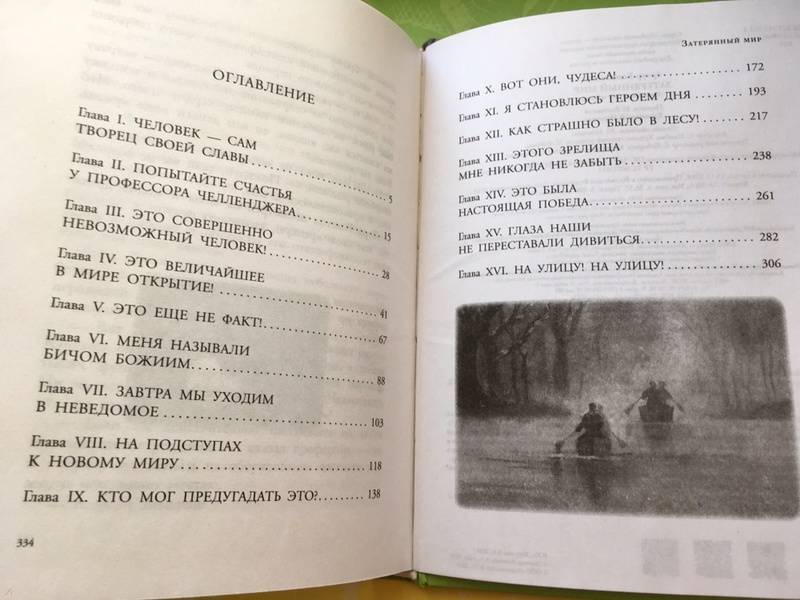 ОГЛАВЛЕНИЕ
Глава I. ЧЕЛОВЕК — САМ
ТВОРЕЦ СВОЕЙ СЛАВЫ . . . . . . . . . . . . . . . . . 5
Глава II. ПОПЫТАЙТЕ СЧАСТЬЯ
У ПРОФЕССОРА ЧЕЛЛЕНДЖЕРА. . . . . . . . . . 15
Глава III. ЭТО СОВЕРШЕННО
НЕВОЗМОЖНЫЙ ЧЕЛОВЕК! . . . . . . . . . . . . . . 28
Глава IV. ЭТО ВЕЛИЧАЙШЕЕ
В МИРЕ ОТКРЫТИЕ! . . . . . . . . . . . . . . . . . . . 41
Глава V. ЭТО ЕЩЕ НЕ ФАКТ!. . . . . . . . . . . . . . 67
Глава VI. МЕНЯ НАЗЫВАЛИ
БИЧОМ БОЖИИМ. . . . . . . . . . . . . . . . . . . . . . 88
Глава VII. ЗАВТРА МЫ УХОДИМ
В НЕВЕДОМОЕ . . . . . . . . . . . . . . . . . . . . . . . . 103
Глава VIII. НА ПОДСТУПАХ
К НОВОМУ МИРУ. . . . . . . . . . . . . . . . . . . . . . 118
Глава IX. КТО МОГ ПРЕДУГАДАТЬ ЭТО?. . . . . . 138
334
Затерянный мир
Глава X. ВОТ ОНИ, ЧУДЕСА! . . . . . . . . . . . . . . 172
Глава XI. Я СТАНОВЛЮСЬ ГЕРОЕМ ДНЯ . . . . . . 193
Глава XII. КАК СТРАШНО БЫЛО В ЛЕСУ! . . . . . 217
Глава XIII. ЭТОГО ЗРЕЛИЩА
МНЕ НИКОГДА НЕ ЗАБЫТЬ . . . . . . . . . . . . . . 238
Глава XIV. ЭТО БЫЛА
НАСТОЯЩАЯ ПОБЕДА. . . . . . . . . . . . . . . . . . 261
Глава XV. ГЛАЗА НАШИ
НЕ ПЕРЕСТАВАЛИ ДИВИТЬСЯ. . . . . . . . . . . . . 282
Глава XVI. НА УЛИЦУ! НА УЛИЦУ! . . . . . . . . . . 306